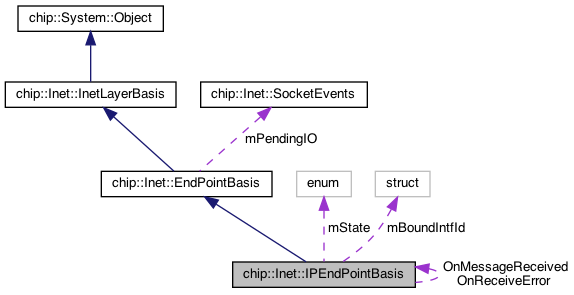 chip::System::Object
chip::Inet::InetLayerBasis
chip::Inet::SocketEvents
mPendingIO
chip::Inet::EndPointBasis
enum
struct
mState
mBoundIntfId
chip::Inet::IPEndPointBasis
OnMessageReceived
OnReceiveError